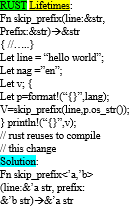 RUST Lifetimes:
Fn skip_prefix(line:&str,
Prefix:&str)→&str
{ //…..}
Let line = “hello world”;
Let nag =”en”;
Let v; {
Let p=format!(“{}”,lang);
V=skip_prefix(line,p.os_str());
} println!(“{}”,v);
// rust reuses to compile
// this change
Solution:
Fn skip_prefix<‘a,’b>
(line:&’a str, prefix:
&’b str)→&’a str